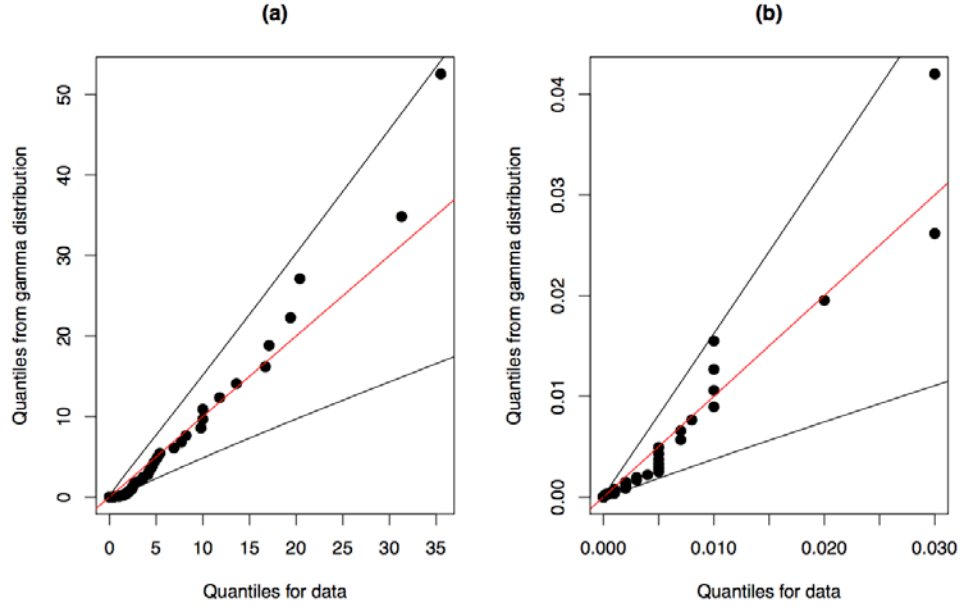 (a)
Quantiles from gamma distribution
50
40
30
20
10
0
0 5 10 15 20 25 30 35
Quantiles for data
(b)
Quantiles from gamma distribution
0.04
0.03
0.02
0.01
0.00
0.000 0.010 0.020 0.030
Quantiles for data